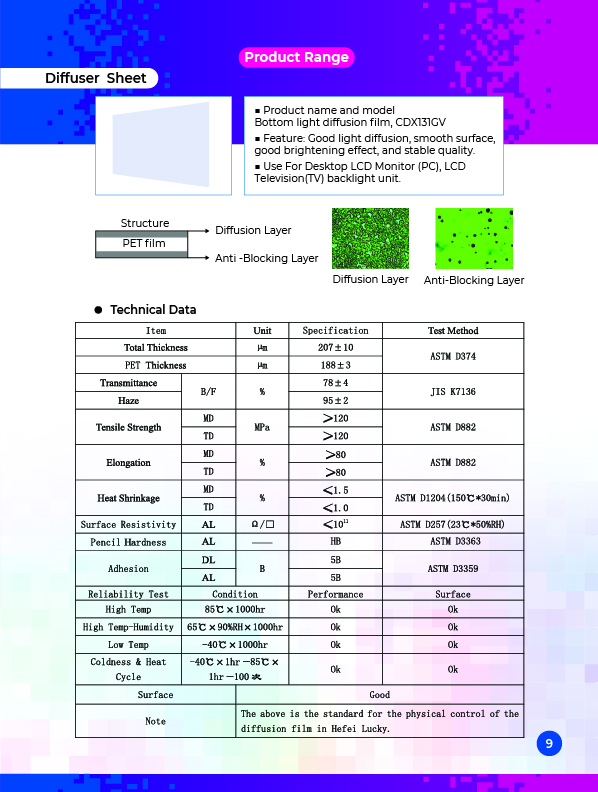 Product Range
Diffuser Sheet
▪ Product name and model
Bottom light diffusion film, CDX131GV
▪ Feature: Good light diffusion, smooth surface,
good brightening effect, and stable quality.
▪ Use For Desktop LCD Monitor (PC), LCD
Television(TV) backlight unit.
Structure
PET film
Diffusion Layer
Anti -Blocking Layer
Diffusion Layer
Anti-Blocking Layer
● Technical Data
Item Unit Specification Test Method
Total Thickness μm 207±10 ASTM D374
PET Thickness μm 188±3
Transmittance B/F % 78±4 JIS K7136
Haze 95±2
Tensile Strength MD MPa ＞120 ASTM D882
TD ＞120
Elongation MD % ＞80 ASTM D882
TD ＞80
Heat Shrinkage MD % ＜1.5 ASTM D1204(150℃*30min)
TD ＜1.0
Surface Resistivity AL Ω/□ ＜10¹³ ASTM D257(23℃*50%RH)
Pencil Hardness AL —— HB ASTM D3363
Adhesion DL B 5B ASTM D3359
AL 5B
Reliability Test Condition Performance Surface
High Temp 85℃×1000hr Ok Ok
High Temp-Humidity 65℃×90%RH×1000hr Ok Ok
Low Temp -40℃×1000hr Ok Ok
Coldness & Heat
Cycle
-40℃×1hr—85℃×
1hr—100次
Ok Ok
Surface Good
Note
The above is the standard for the physical control of the
diffusion film in Hefei Lucky.
9